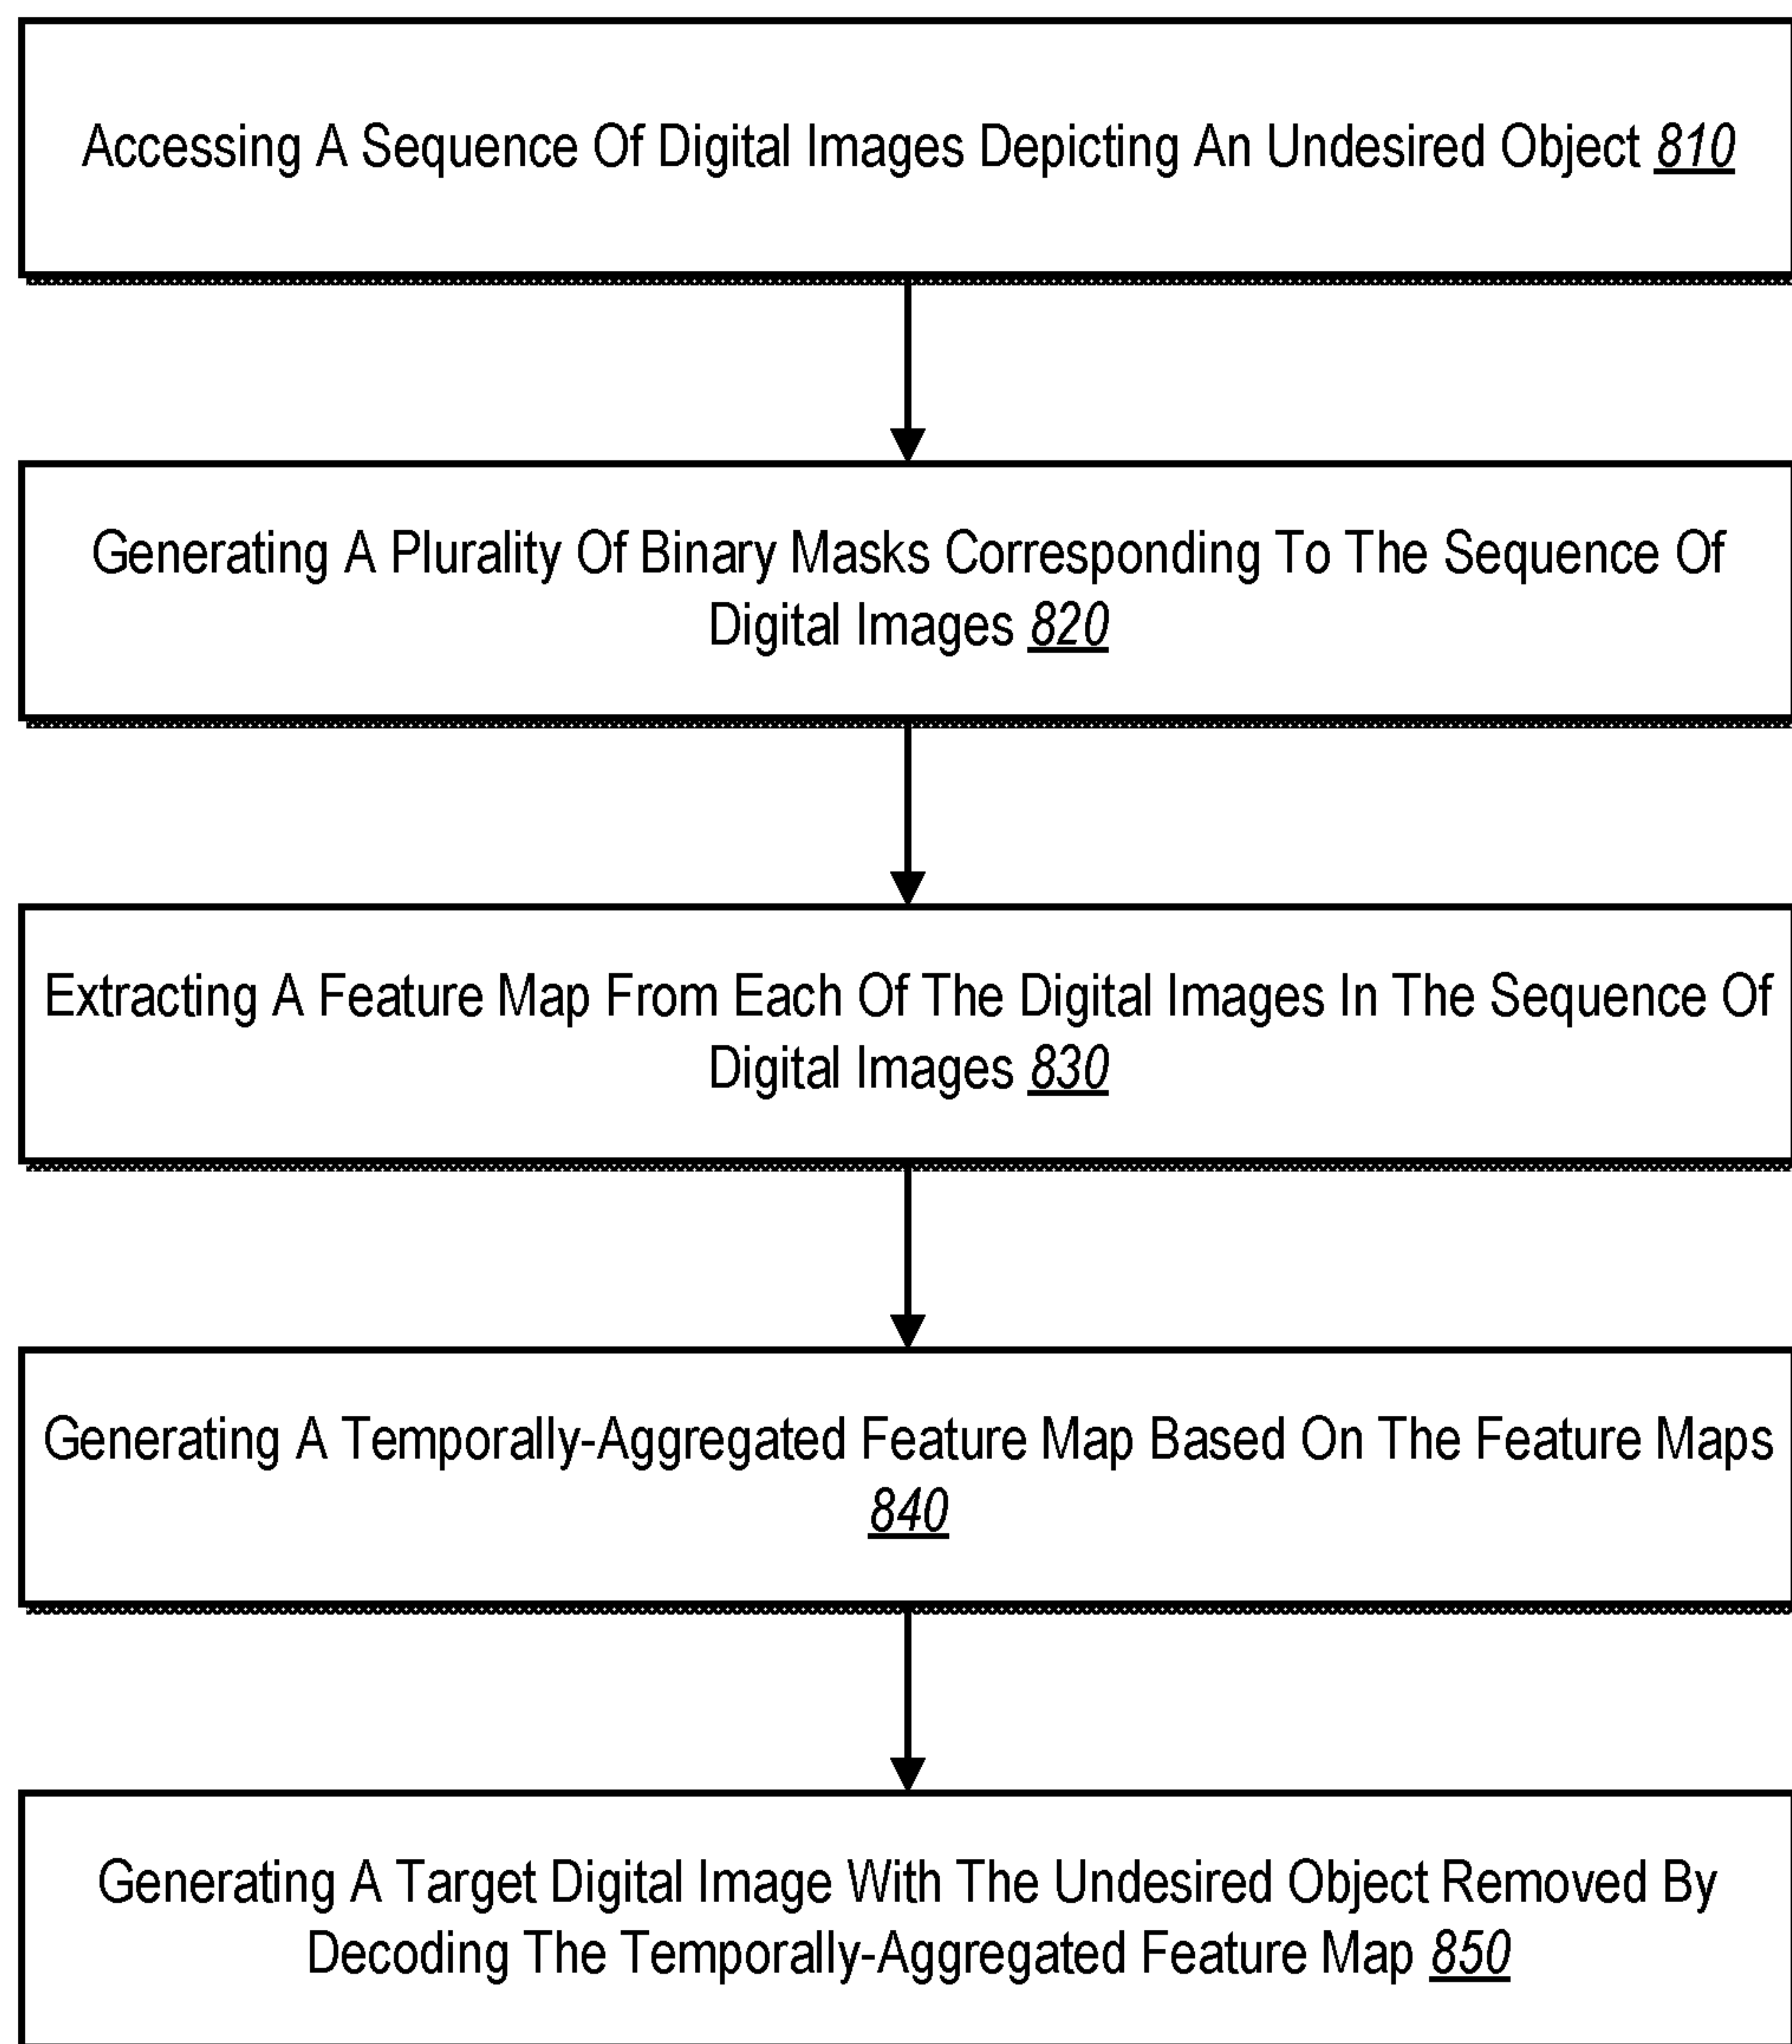 Accessing A Sequence Of Digital Images Depicting An Undesired Object 810
Generating A Plurality Of Binary Masks Corresponding To The Sequence Of
Digital Images 820
Extracting A Feature Map From Each Of The Digital Images In The Sequence Of
Digital Images 830
Generating A Temporally-Aggregated Feature Map Based On The Feature Maps
840
Generating A Target Digital Image With The Undesired Object Removed By
Decoding The Temporally-Aggregated Feature Map 850